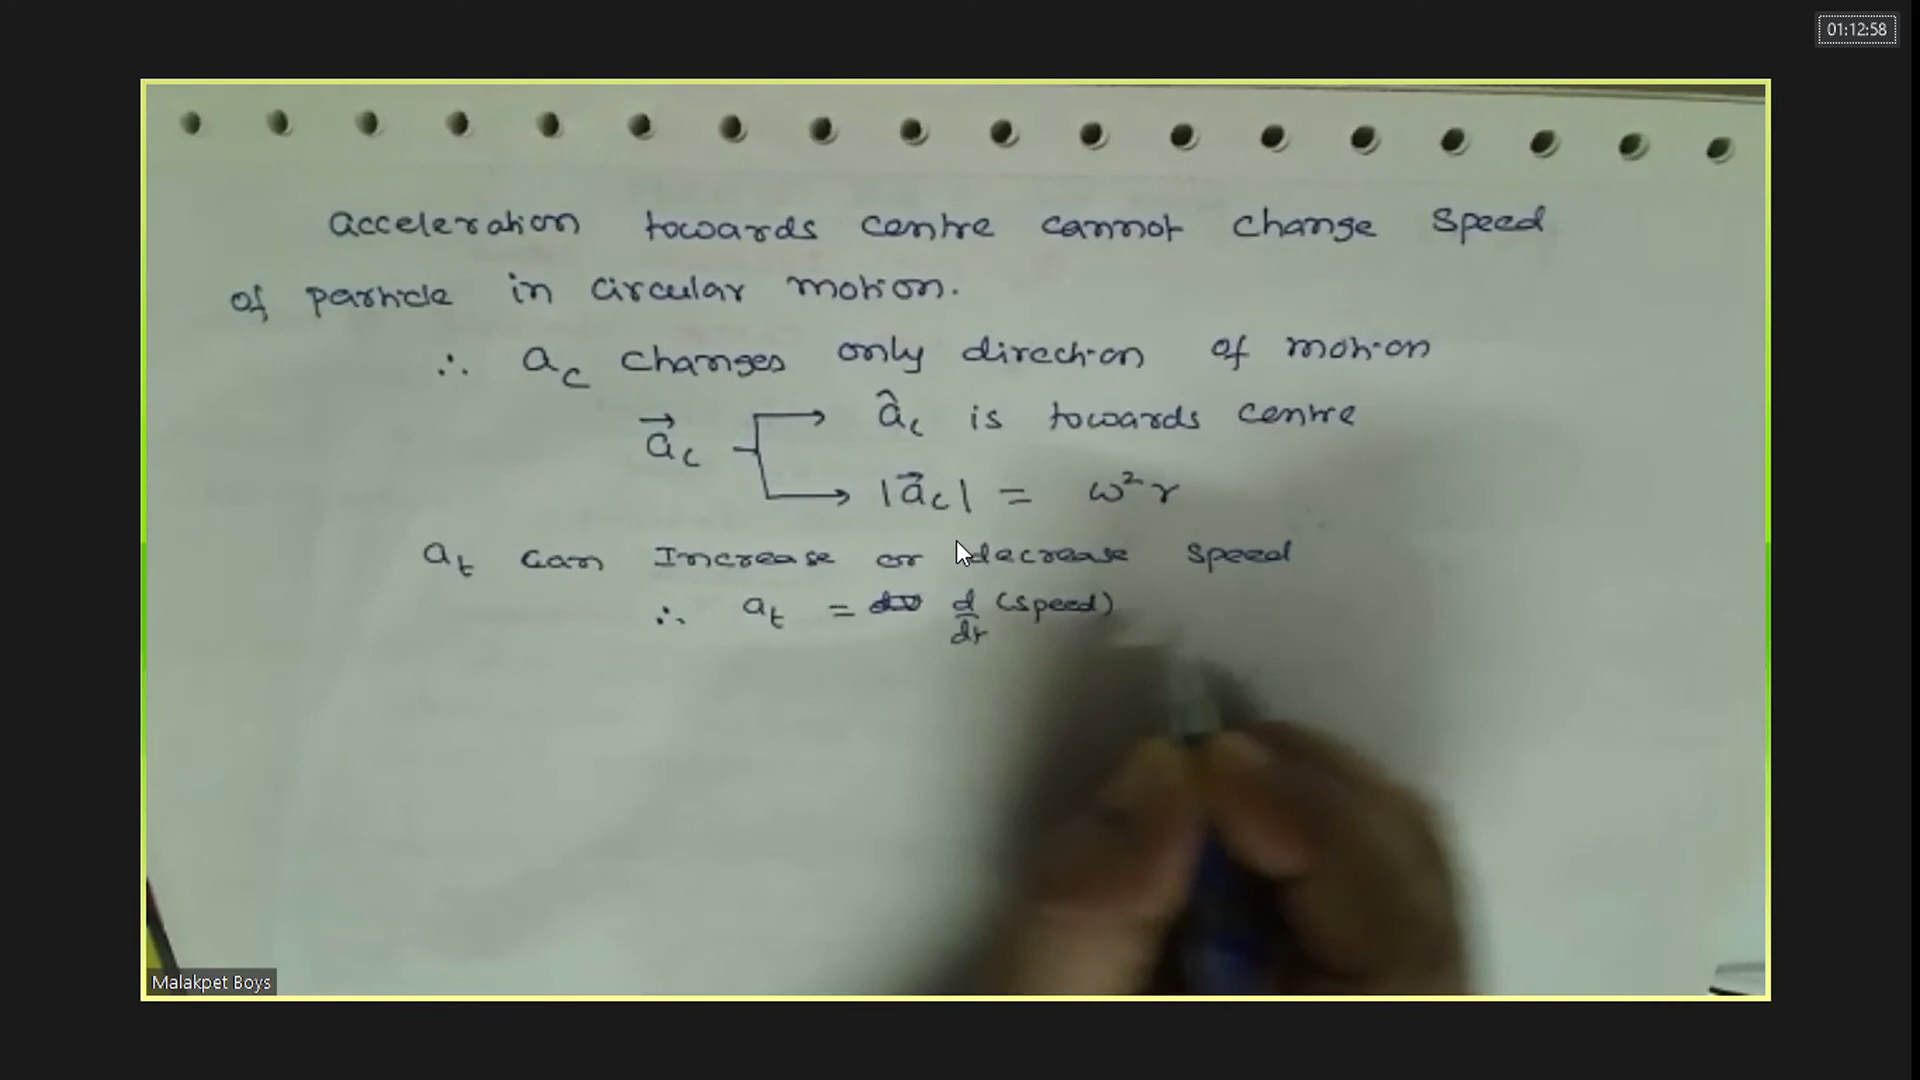 01:12:58
acceleration towards centre cannot change speed
of particle in circular motion.
∴ a_c changes only direction of motion
â_c is towards centre
\vec{a}_c
|\vec{a}_c| = ω²r
a_t can Increase or decrease speed
∴ a_t = d/dt (speed)
Malakpet Boys